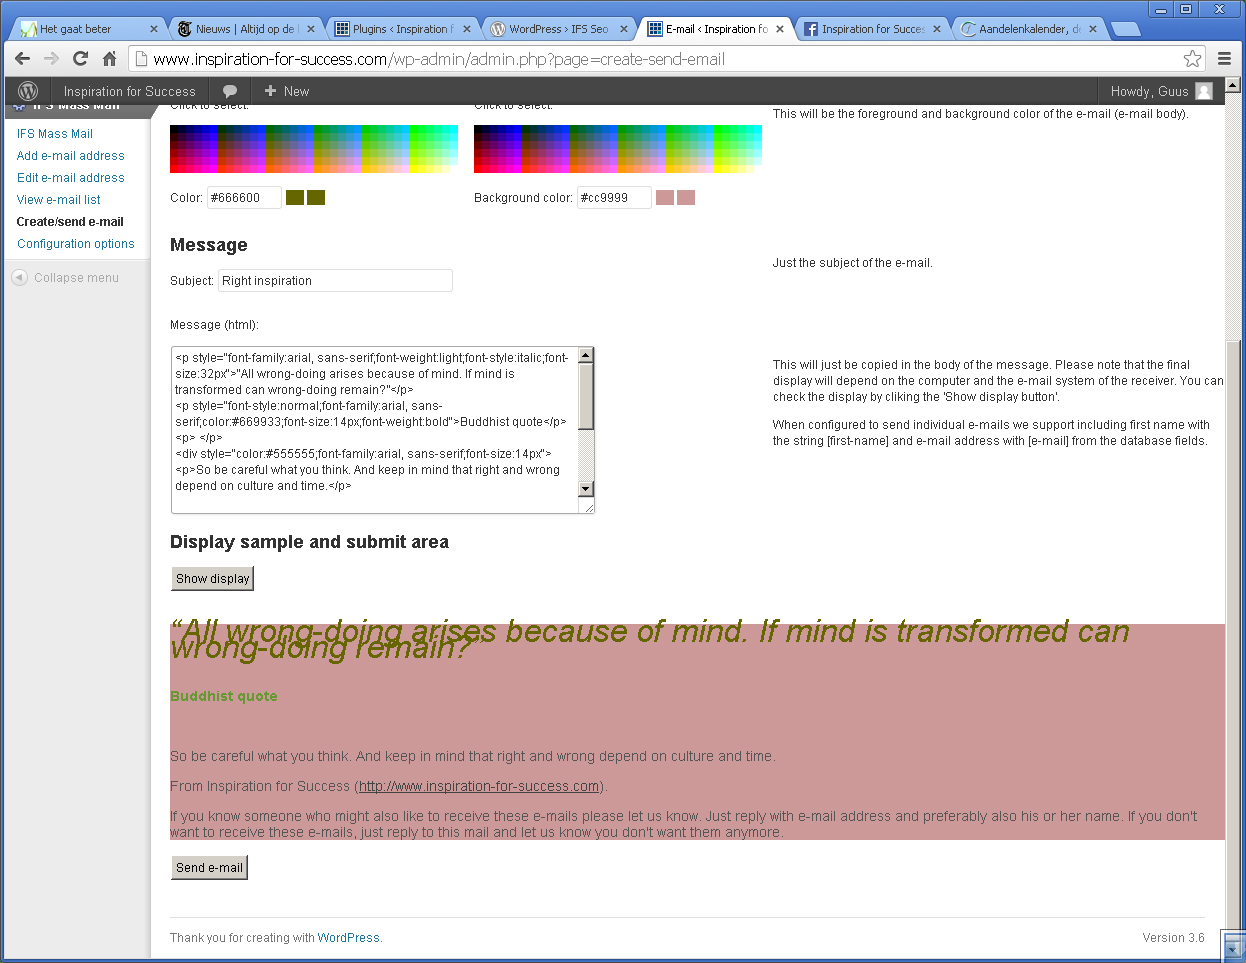 Het gaat beter
Nieuws | Altijd op de
Plugins ‹ Inspiration f
WordPress › IFS Seo
E-mail ‹ Inspiration fo
Inspiration for Succes
Aandelenkalender, d
www.inspiration-for-success.com/wp-admin/admin.php?page=create-send-email
Inspiration for Success
+ New
Howdy, Guus
IFS Mass Mail
IFS Mass Mail
Add e-mail address
Edit e-mail address
View e-mail list
Create/send e-mail
Configuration options
Collapse menu
Click to select:
Click to select:
This will be the foreground and background color of the e-mail (e-mail body).
Color: #666600
Background color: #cc9999
Message
Just the subject of the e-mail.
Subject: Right inspiration
Message (html):
<p style="font-family:arial, sans-serif;font-weight:light;font-style:italic;font-
size:32px">"All wrong-doing arises because of mind. If mind is
transformed can wrong-doing remain?"</p>
<p style="font-style:normal;font-family:arial, sans-
serif;color:#669933;font-size:14px;font-weight:bold">Buddhist quote</p>
<p> </p>
<div style="color:#555555;font-family:arial, sans-serif;font-size:14px">
<p>So be careful what you think. And keep in mind that right and wrong
depend on culture and time.</p>
This will just be copied in the body of the message. Please note that the final
display will depend on the computer and the e-mail system of the receiver. You can
check the display by cliking the 'Show display button'.
When configured to send individual e-mails we support including first name with
the string [first-name] and e-mail address with [e-mail] from the database fields.
Display sample and submit area
Show display
“All wrong-doing arises because of mind. If mind is transformed can
wrong-doing remain?”
Buddhist quote
So be careful what you think. And keep in mind that right and wrong depend on culture and time.
From Inspiration for Success (http://www.inspiration-for-success.com).
If you know someone who might also like to receive these e-mails please let us know. Just reply with e-mail address and preferably also his or her name. If you don't
want to receive these e-mails, just reply to this mail and let us know you don't want them anymore.
Send e-mail
Thank you for creating with WordPress.
Version 3.6